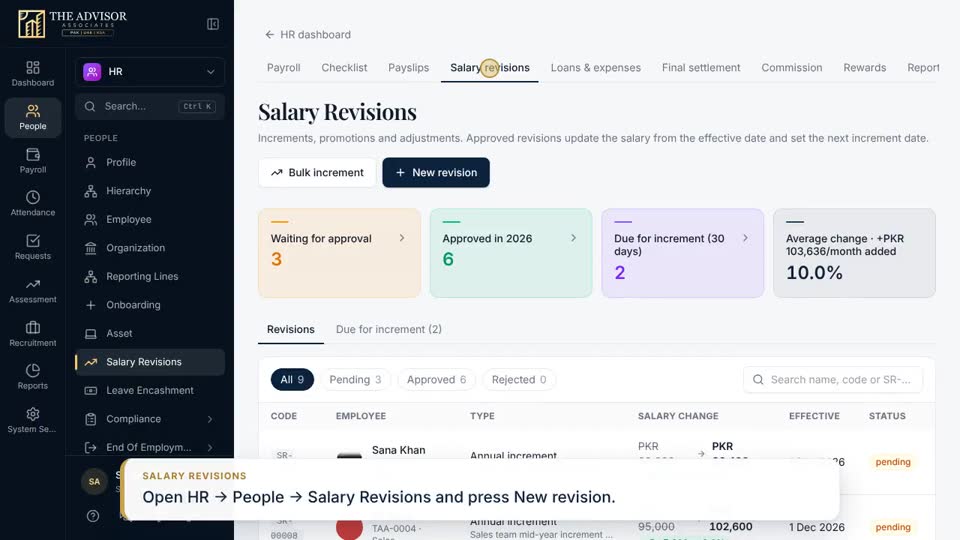 THE ADVISOR
ASSOCIATES
PAK | UAE | KSA
Dashboard
People
Payroll
Attendance
Requests
Assessment
Recruitment
Reports
System Se...
HR
Search...
Ctrl K
PEOPLE
Profile
Hierarchy
Employee
Organization
Reporting Lines
Onboarding
Asset
Salary Revisions
Leave Encashment
Compliance
End Of Employm...
SA
HR dashboard
Payroll Checklist Payslips Salary revisions Loans & expenses Final settlement Commission Rewards Report
Salary Revisions
Increments, promotions and adjustments. Approved revisions update the salary from the effective date and set the next increment date.
Bulk increment
New revision
Waiting for approval
3
Approved in 2026
6
Due for increment (30
days)
2
Average change · +PKR
103,636/month added
10.0%
Revisions Due for increment (2)
All 9 Pending 3 Approved 6 Rejected 0
Search name, code or SR-...
CODE EMPLOYEE TYPE SALARY CHANGE EFFECTIVE STATUS
SR-
Sana Khan
Annual increment
PKR → PKR
pending
SALARY REVISIONS
Open HR → People → Salary Revisions and press New revision.
SR-
00008
TAA-0004 ·
Annual increment
Sales team mid-year increment ...
95,000 102,600
1 Dec 2026
pending